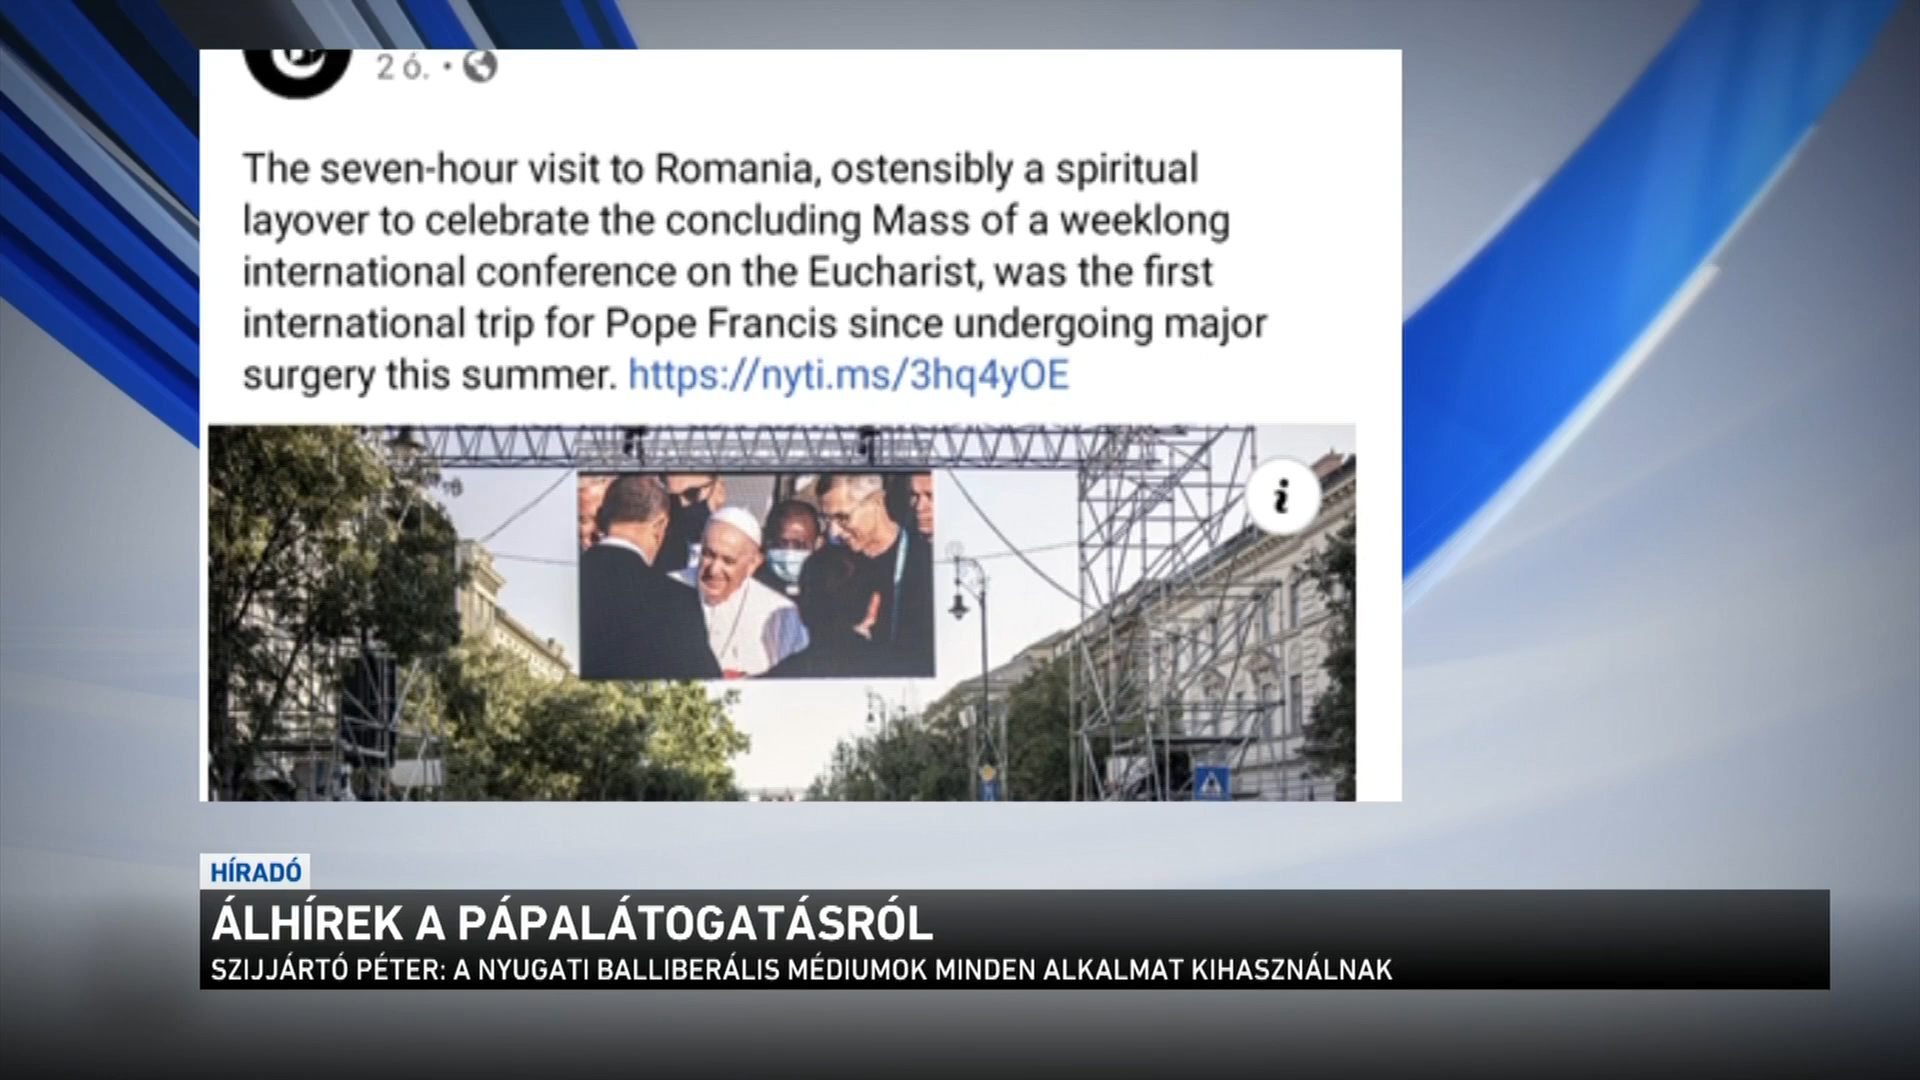 2 ó. ·
The seven-hour visit to Romania, ostensibly a spiritual
layover to celebrate the concluding Mass of a weeklong
international conference on the Eucharist, was the first
international trip for Pope Francis since undergoing major
surgery this summer. https://nyti.ms/3hq4yOE
HÍRADÓ
ÁLHÍREK A PÁPALÁTOGATÁSRÓL
SZIJJÁRTÓ PÉTER: A NYUGATI BALLIBERÁLIS MÉDIUMOK MINDEN ALKALMAT KIHASZNÁLNAK